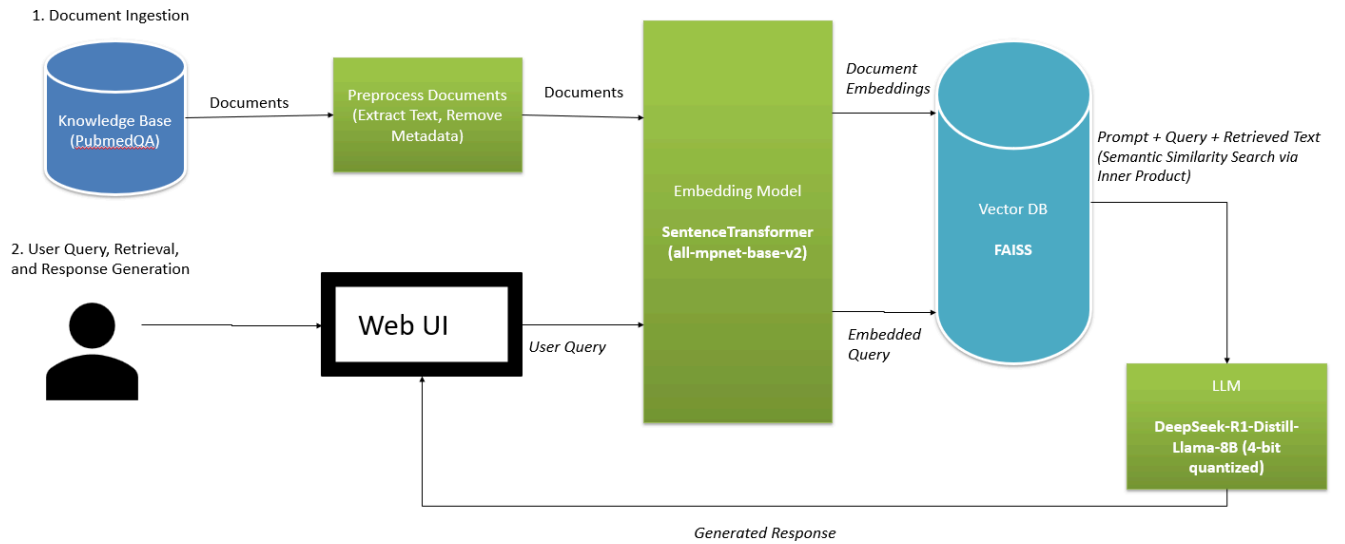 1. Document Ingestion
Knowledge Base
(PubmedQA)
Documents
Preprocess Documents
(Extract Text, Remove
Metadata)
Documents
Embedding Model
SentenceTransformer
(all-mpnet-base-v2)
Document
Embeddings
Vector DB
FAISS
Prompt + Query + Retrieved Text
(Semantic Similarity Search via
Inner Product)
2. User Query, Retrieval,
and Response Generation
Web UI
User Query
Embedded
Query
LLM
DeepSeek-R1-Distill-
Llama-8B (4-bit
quantized)
Generated Response